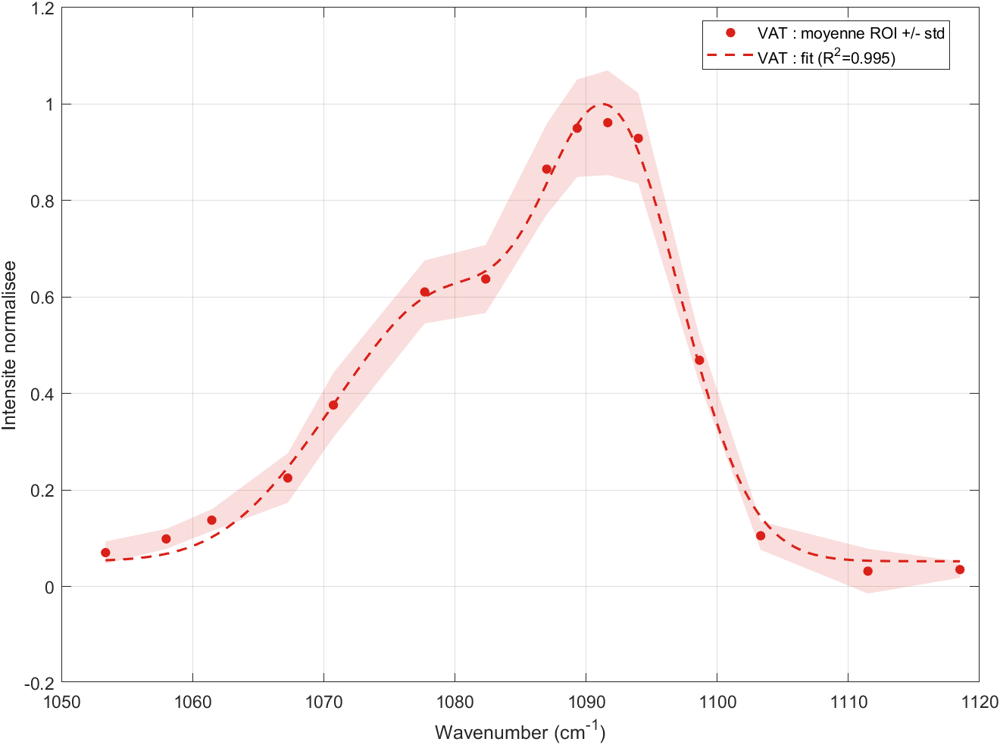 1.2
1
0.8
0.6
0.4
0.2
0
-0.2
Intensite normalisee
VAT : moyenne ROI +/- std
VAT : fit (R²=0.995)
1050 1060 1070 1080 1090 1100 1110 1120
Wavenumber (cm⁻¹)